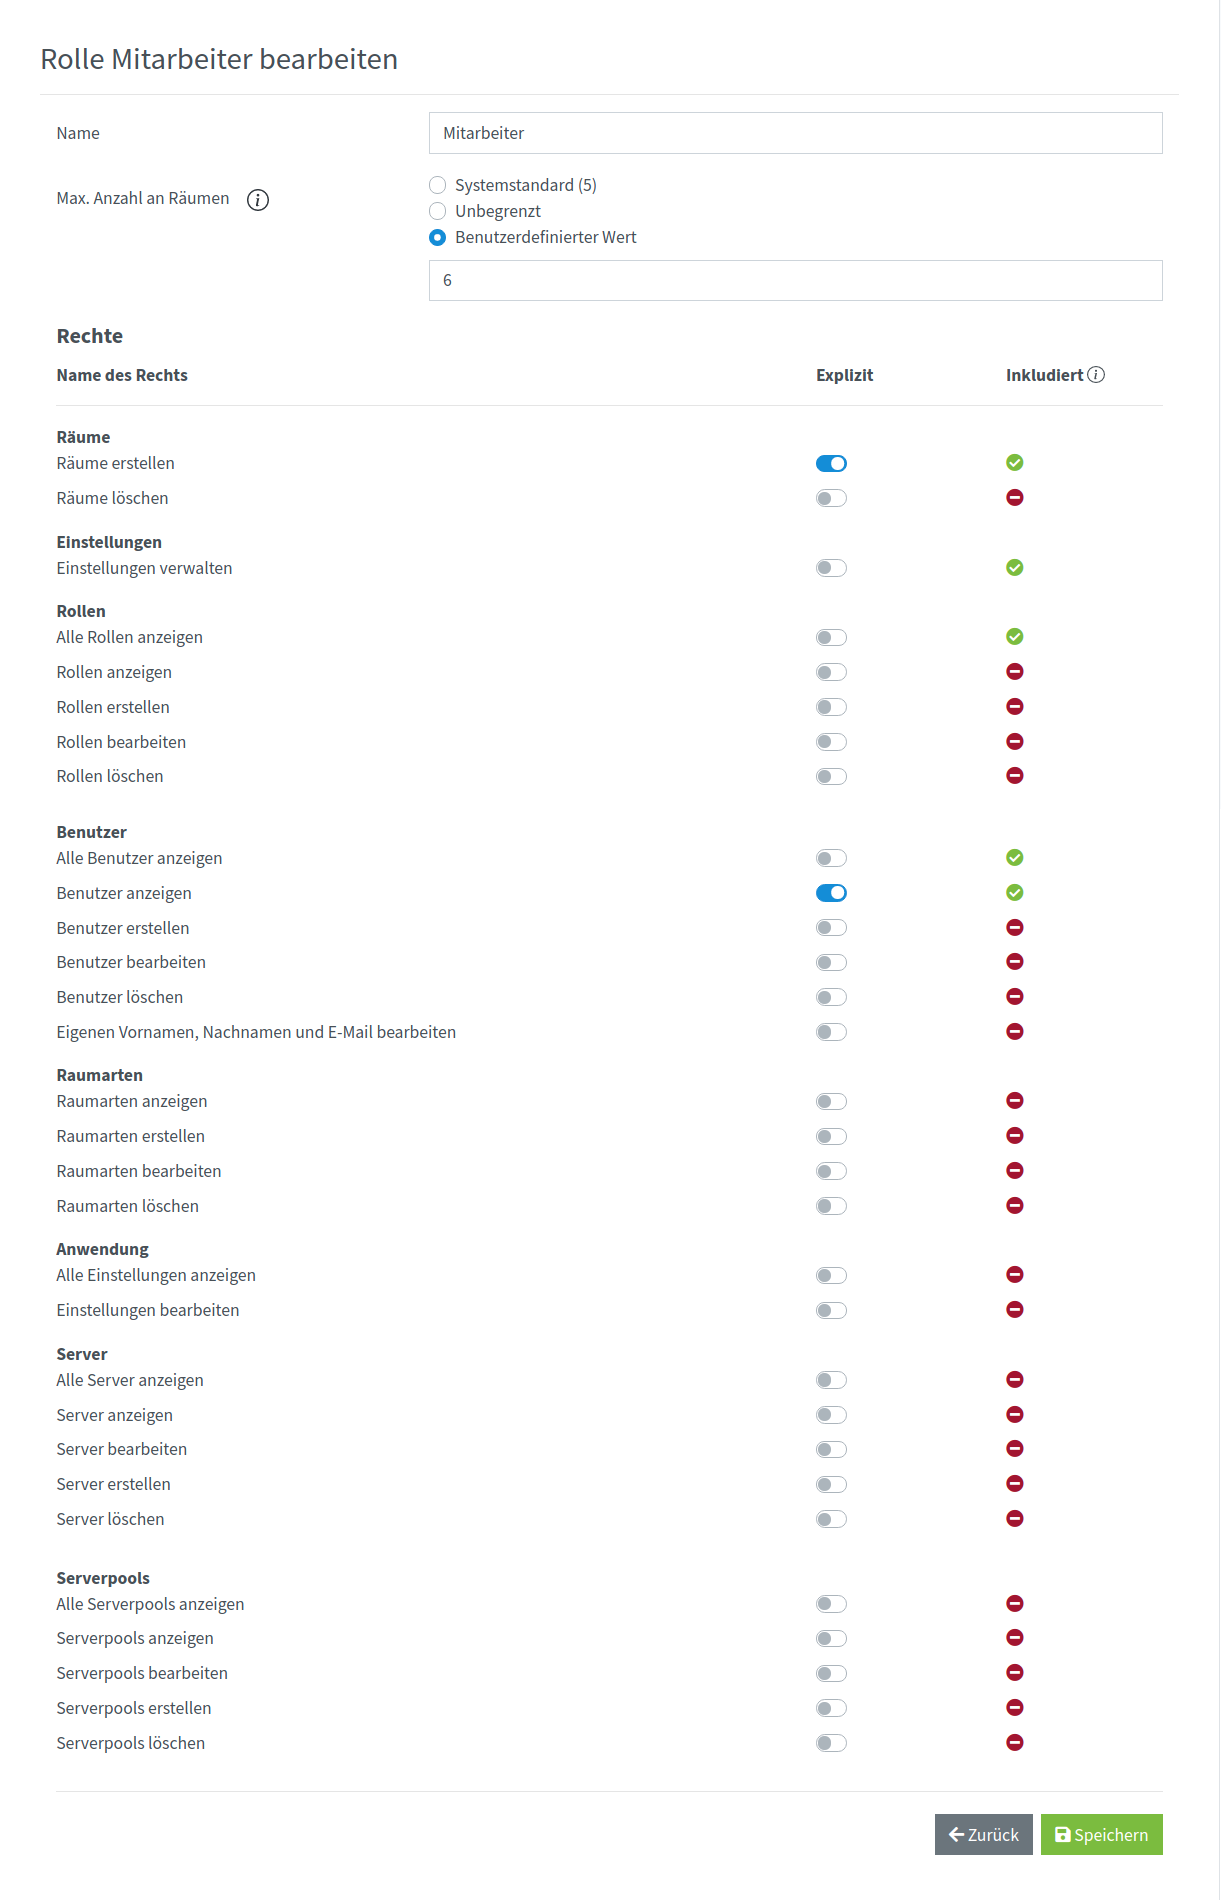 Rolle Mitarbeiter bearbeiten
Name
Mitarbeiter
Max. Anzahl an Räumen
Systemstandard (5)
Unbegrenzt
Benutzerdefinierter Wert
6
Rechte
Name des Rechts Explizit Inkludiert
Räume
Räume erstellen
Räume löschen
Einstellungen
Einstellungen verwalten
Rollen
Alle Rollen anzeigen
Rollen anzeigen
Rollen erstellen
Rollen bearbeiten
Rollen löschen
Benutzer
Alle Benutzer anzeigen
Benutzer anzeigen
Benutzer erstellen
Benutzer bearbeiten
Benutzer löschen
Eigenen Vornamen, Nachnamen und E-Mail bearbeiten
Raumarten
Raumarten anzeigen
Raumarten erstellen
Raumarten bearbeiten
Raumarten löschen
Anwendung
Alle Einstellungen anzeigen
Einstellungen bearbeiten
Server
Alle Server anzeigen
Server anzeigen
Server bearbeiten
Server erstellen
Server löschen
Serverpools
Alle Serverpools anzeigen
Serverpools anzeigen
Serverpools bearbeiten
Serverpools erstellen
Serverpools löschen
Zurück Speichern